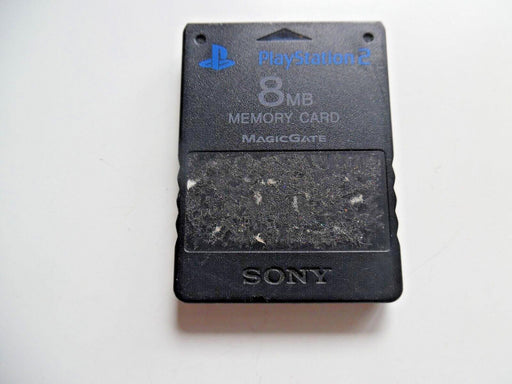 PlayStation 2
8MB
MEMORY CARD
MAGICGATE
SONY